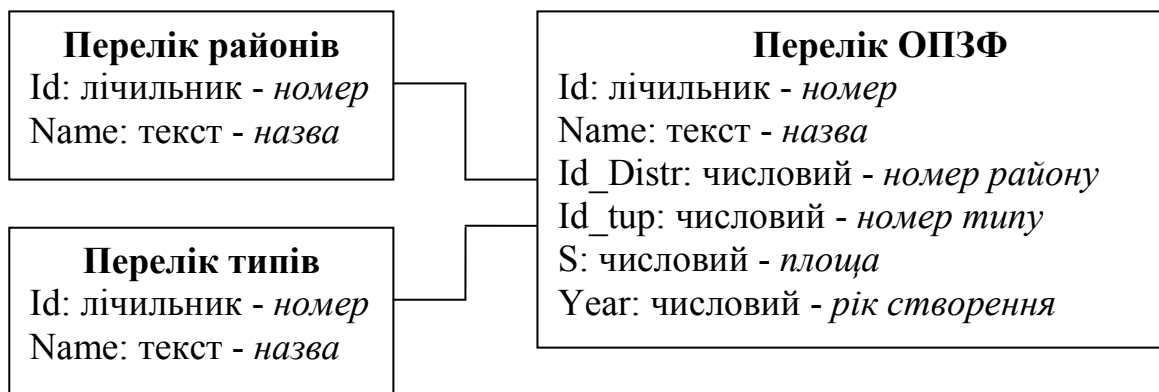 Перелік районів
Id: лічильник - номер
Name: текст - назва
Перелік типів
Id: лічильник - номер
Name: текст - назва
Перелік ОПЗФ
Id: лічильник - номер
Name: текст - назва
Id_Distr: числовий - номер району
Id_tup: числовий - номер типу
S: числовий - площа
Year: числовий - рік створення